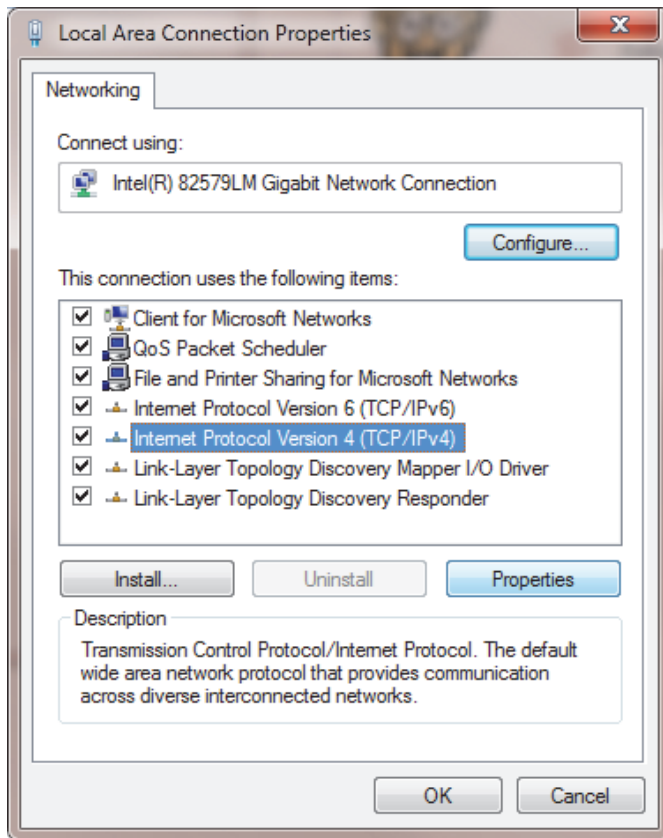 Local Area Connection Properties
Networking
Connect using:
Intel(R) 82579LM Gigabit Network Connection
Configure...
This connection uses the following items:
Client for Microsoft Networks
QoS Packet Scheduler
File and Printer Sharing for Microsoft Networks
Internet Protocol Version 6 (TCP/IPv6)
Internet Protocol Version 4 (TCP/IPv4)
Link-Layer Topology Discovery Mapper I/O Driver
Link-Layer Topology Discovery Responder
Install...
Uninstall
Properties
Description
Transmission Control Protocol/Internet Protocol. The default
wide area network protocol that provides communication
across diverse interconnected networks.
OK
Cancel